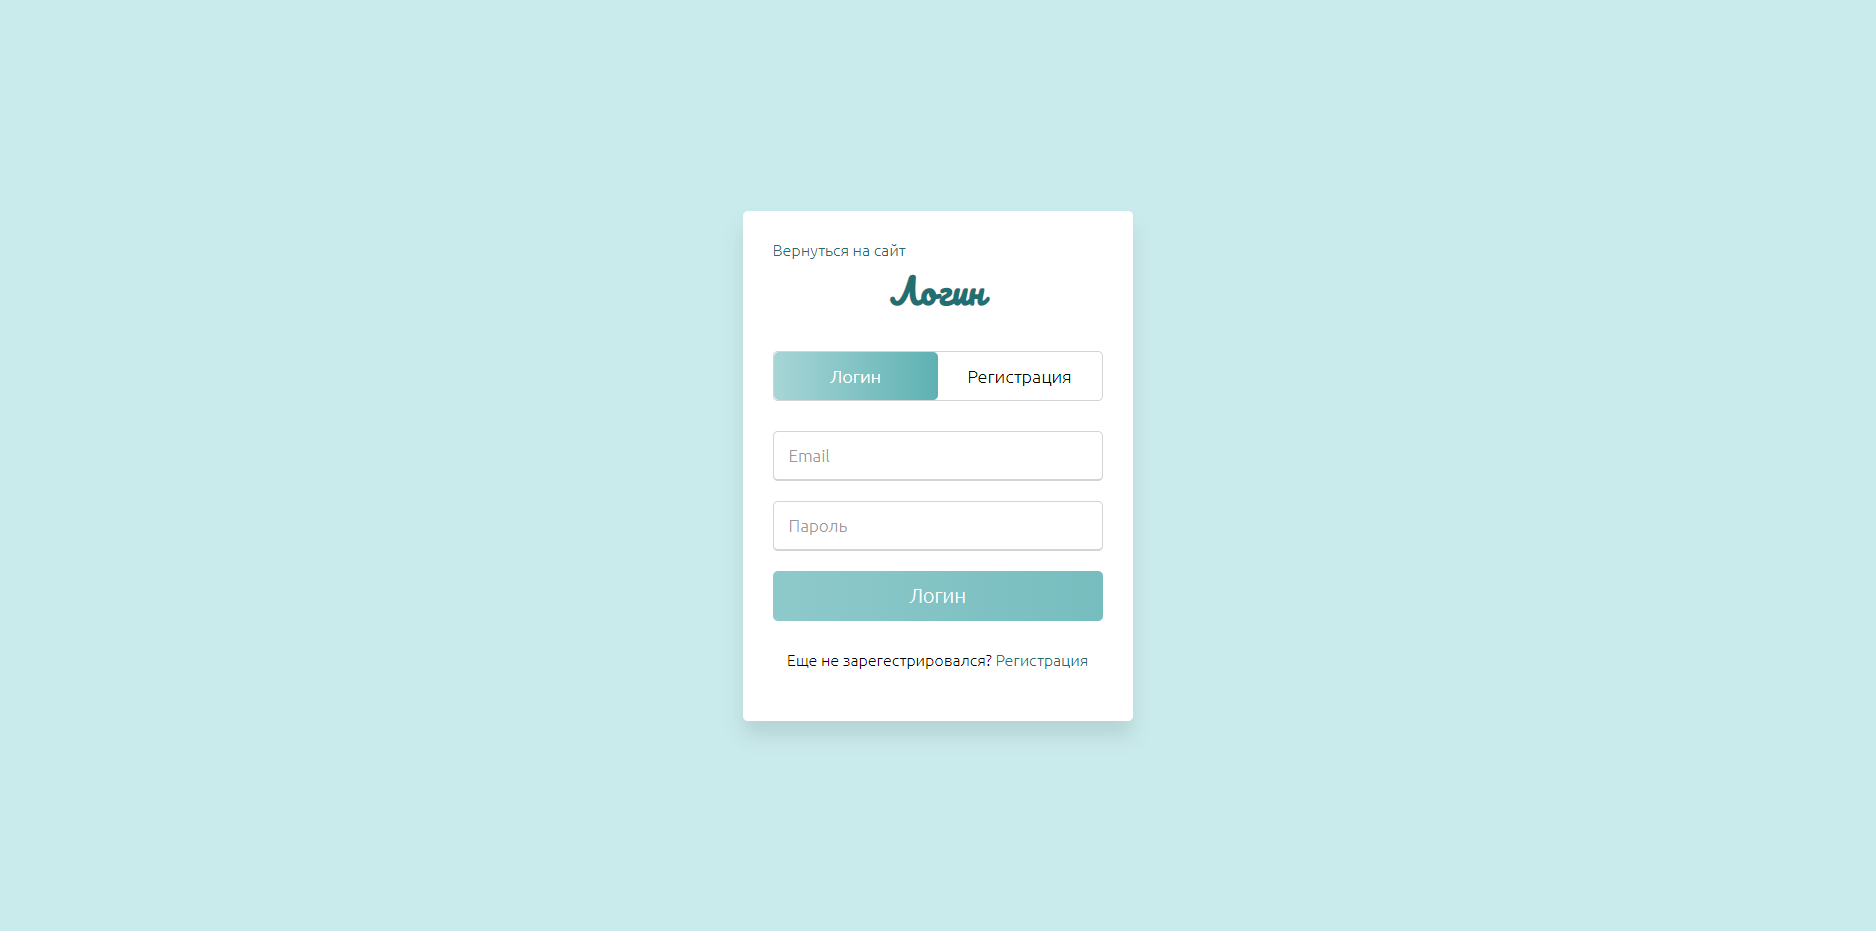 Вернуться на сайт
Логин
Логин Регистрация
Email
Пароль
Логин
Еще не зарегестрировался? Регистрация